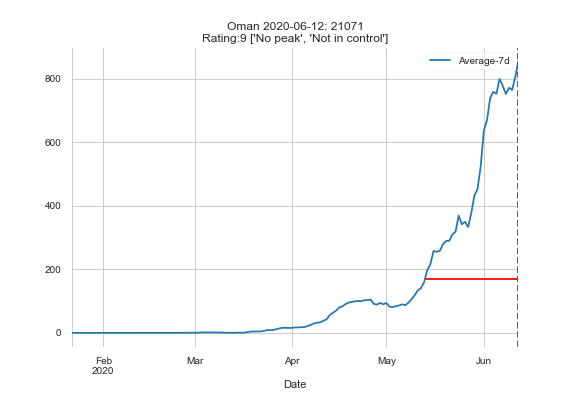 Oman 2020-06-12: 21071
Rating:9 ['No peak', 'Not in control']
Average-7d
800
600
400
200
0
Feb
2020
Mar
Apr
May
Jun
Date